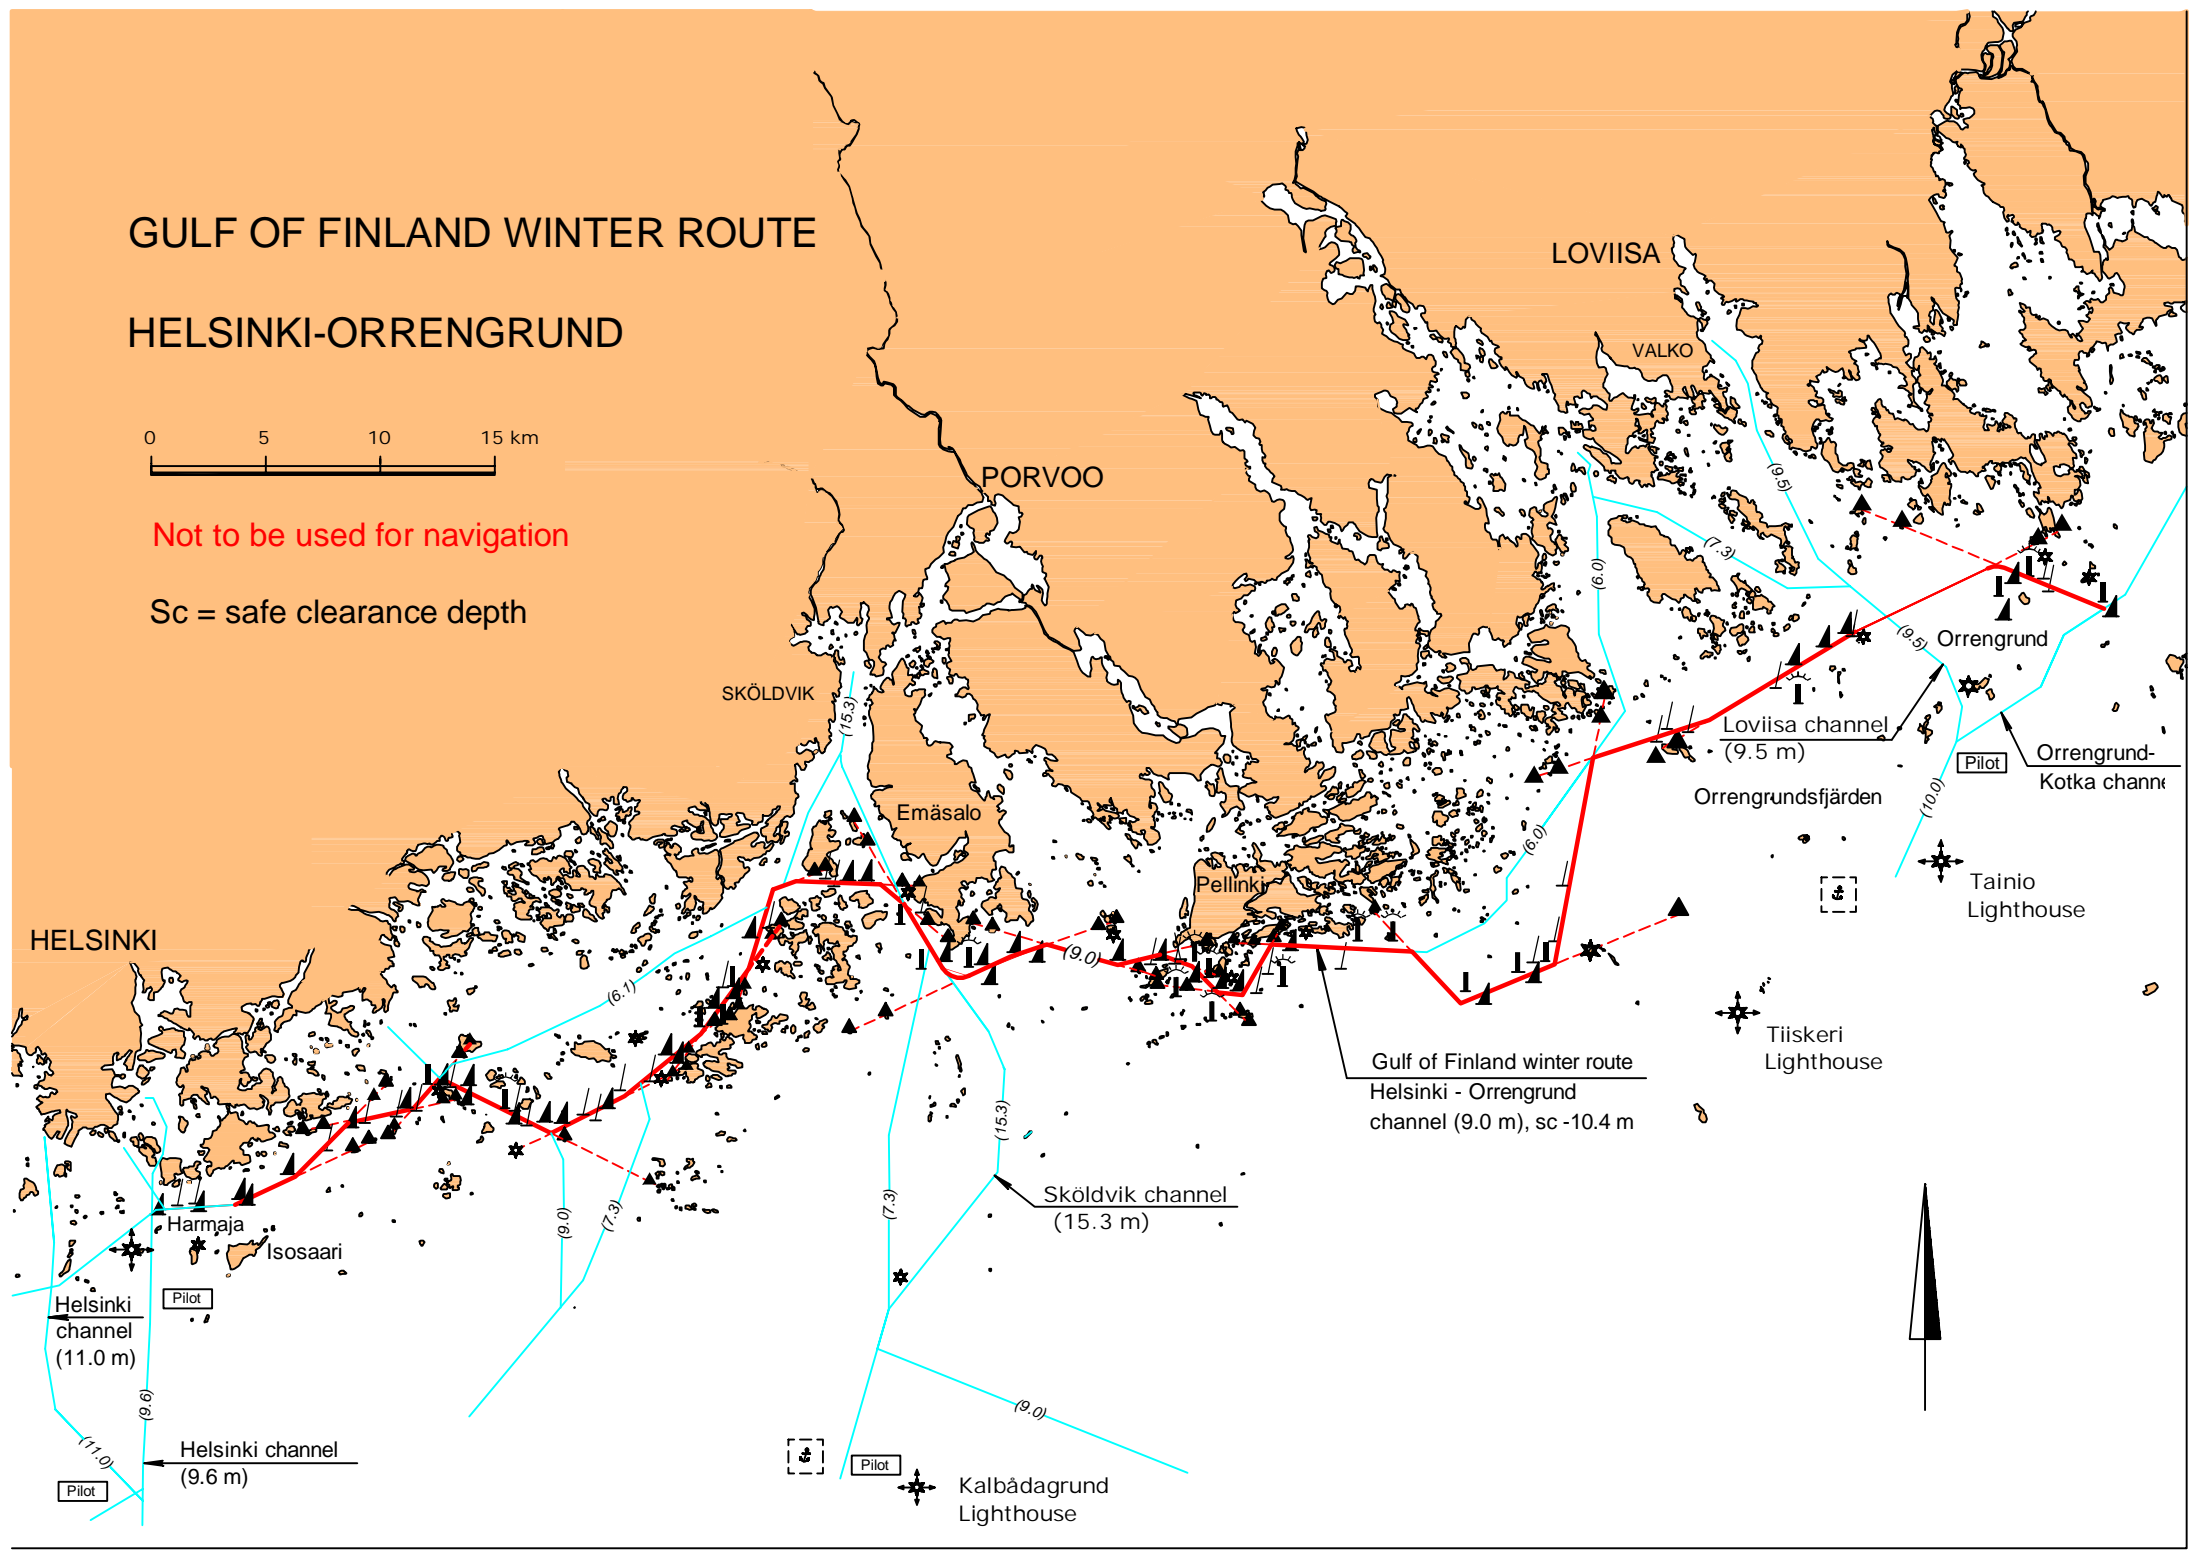 GULF OF FINLAND WINTER ROUTE
HELSINKI-ORRENGRUND
0 5 10 15 km
Not to be used for navigation
Sc = safe clearance depth
LOVIISA
VALKO
PORVOO
(9.5)
(7.3)
(6.0)
(9.5)
Orrengrund
SKÖLDVIK
(15.3)
Loviisa channel
(9.5 m)
Pilot
Orrengrund-
Kotka channe
Orrengrundsfjärden
(10.0)
Emäsalo
(6.0)
Pellinki
Tainio
Lighthouse
HELSINKI
(9.0)
(6.1)
Tiiskeri
Lighthouse
Gulf of Finland winter route
Helsinki - Orrengrund
channel (9.0 m), sc -10.4 m
(15.3)
Sköldvik channel
(15.3 m)
(7.3)
(9.0)
(7.3)
Harmaja
Isosaari
Pilot
Helsinki
channel
(11.0 m)
(9.6)
(9.0)
(11.0)
Helsinki channel
(9.6 m)
Pilot
Pilot
Kalbådagrund
Lighthouse